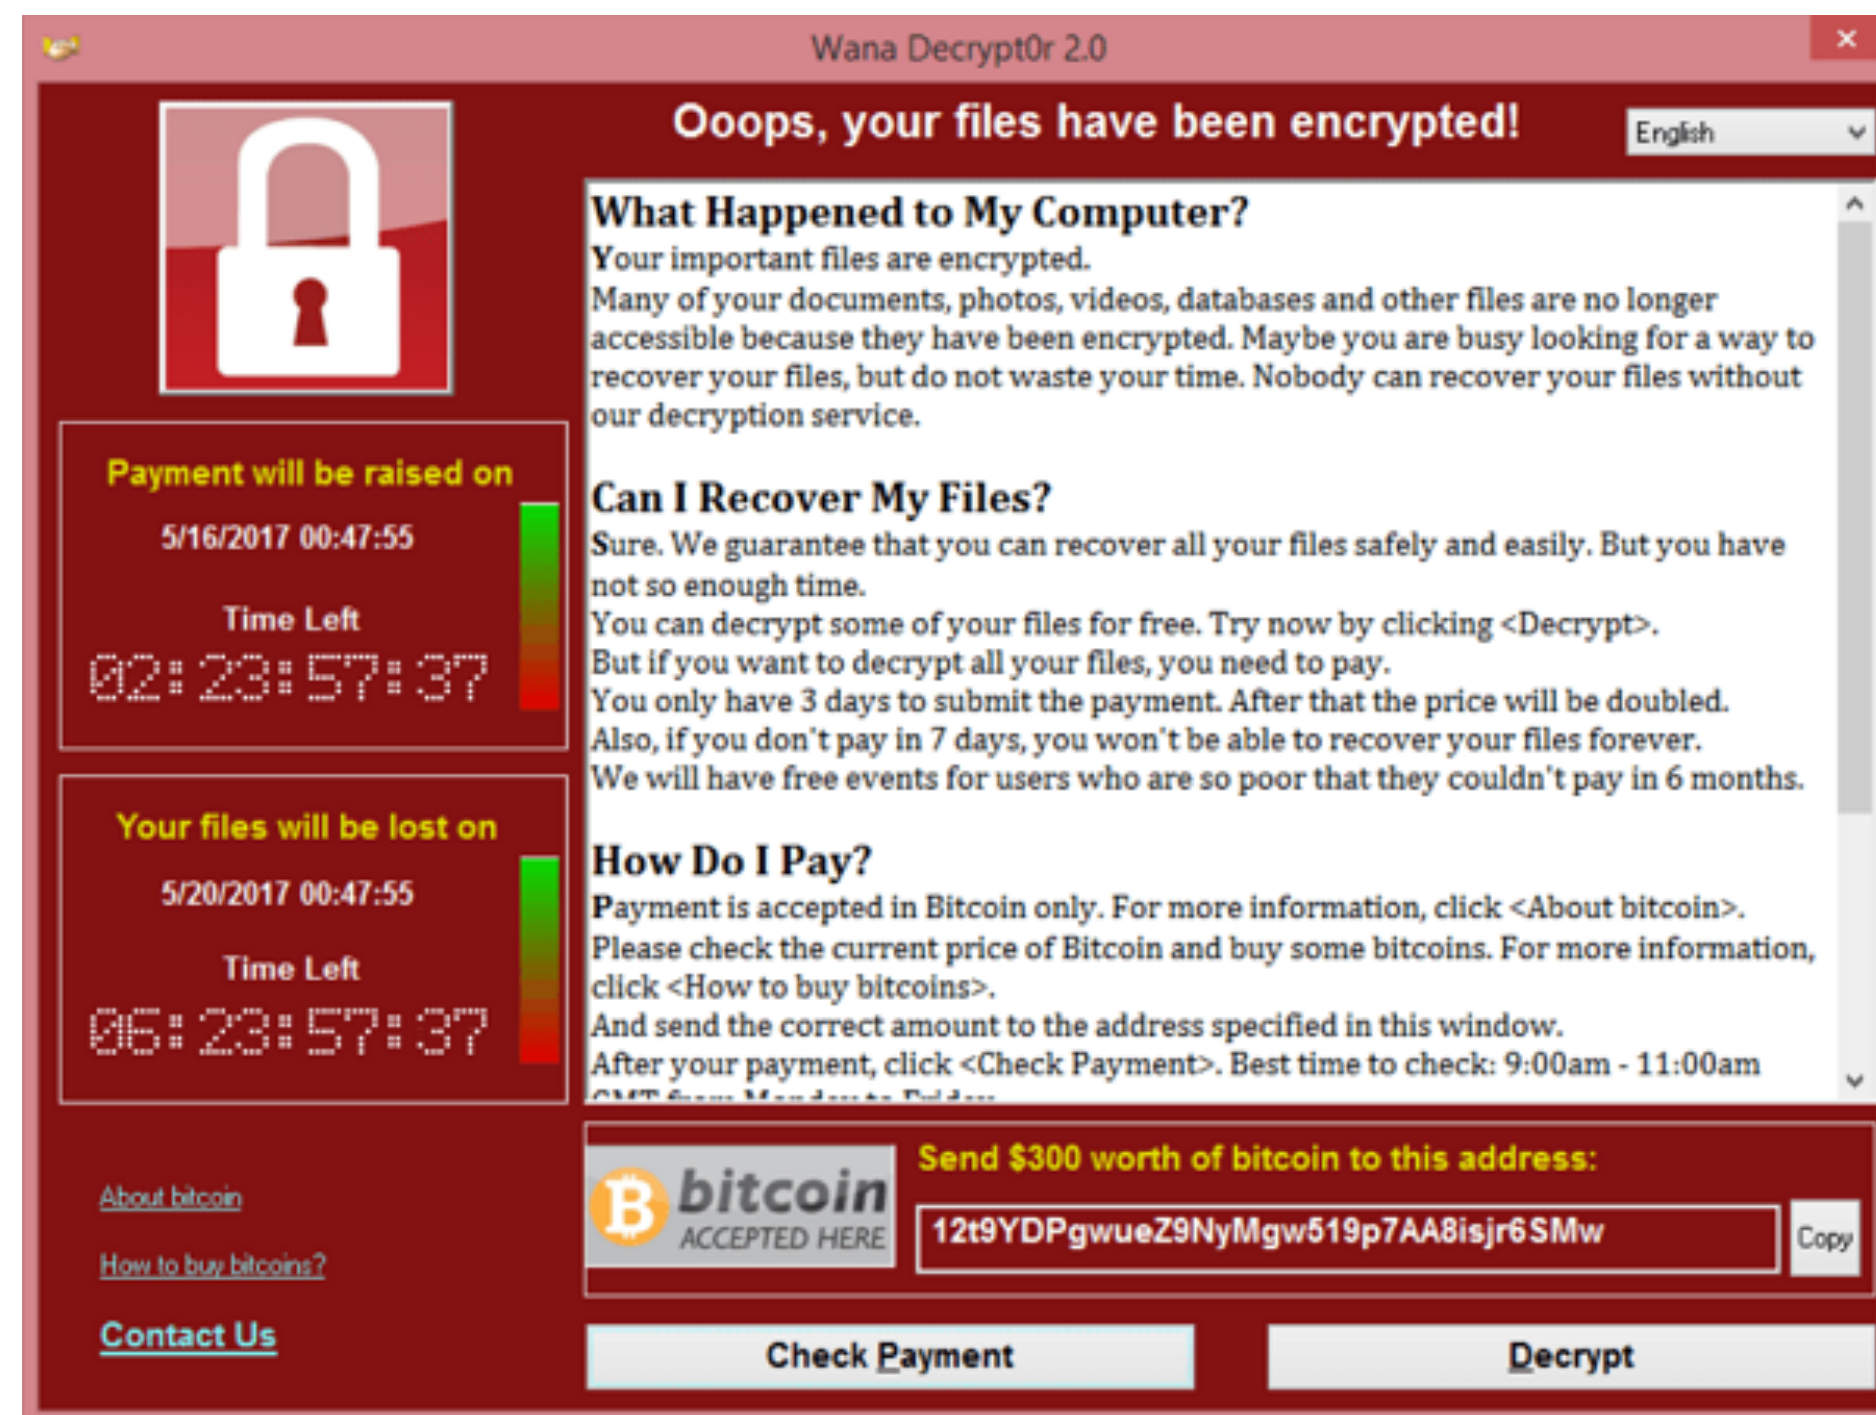 Wana Decrypt0r 2.0
Ooops, your files have been encrypted!
English
What Happened to My Computer?
Your important files are encrypted.
Many of your documents, photos, videos, databases and other files are no longer
accessible because they have been encrypted. Maybe you are busy looking for a way to
recover your files, but do not waste your time. Nobody can recover your files without
our decryption service.
Can I Recover My Files?
Sure. We guarantee that you can recover all your files safely and easily. But you have
not so enough time.
You can decrypt some of your files for free. Try now by clicking <Decrypt>.
But if you want to decrypt all your files, you need to pay.
You only have 3 days to submit the payment. After that the price will be doubled.
Also, if you don't pay in 7 days, you won't be able to recover your files forever.
We will have free events for users who are so poor that they couldn't pay in 6 months.
How Do I Pay?
Payment is accepted in Bitcoin only. For more information, click <About bitcoin>.
Please check the current price of Bitcoin and buy some bitcoins. For more information,
click <How to buy bitcoins>.
And send the correct amount to the address specified in this window.
After your payment, click <Check Payment>. Best time to check: 9:00am - 11:00am
GMT from Monday to Friday.
Payment will be raised on
5/16/2017 00:47:55
Time Left
02:23:57:37
Your files will be lost on
5/20/2017 00:47:55
Time Left
06:23:57:37
About bitcoin
How to buy bitcoins?
Contact Us
bitcoin
ACCEPTED HERE
Send $300 worth of bitcoin to this address:
12t9YDPgwueZ9NyMgw519p7AA8isjr6SMw
Copy
Check Payment
Decrypt